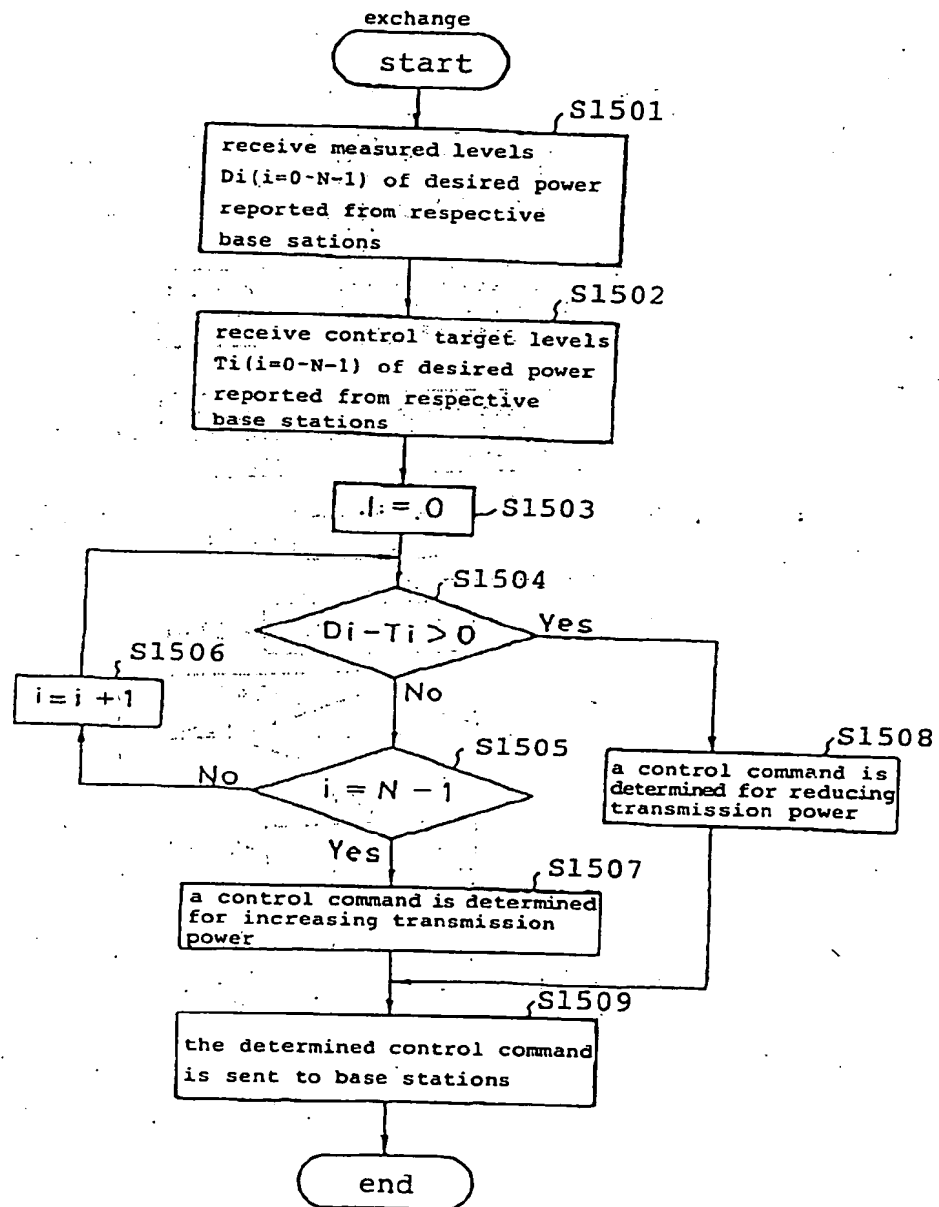 exchange
start
S1501
receive measured levels
Di(i=0-N-1) of desired power
reported from respective
base sations
S1502
receive control target levels
Ti(i=0-N-1) of desired power
reported from respective
base stations
i = 0
S1503
S1504
Di-Ti > 0
Yes
No
S1506
i = i + 1
S1505
i = N - 1
No
Yes
S1508
a control command is
determined for reducing
transmission power
S1507
a control command is determined
for increasing transmission
power
S1509
the determined control command
is sent to base stations
end